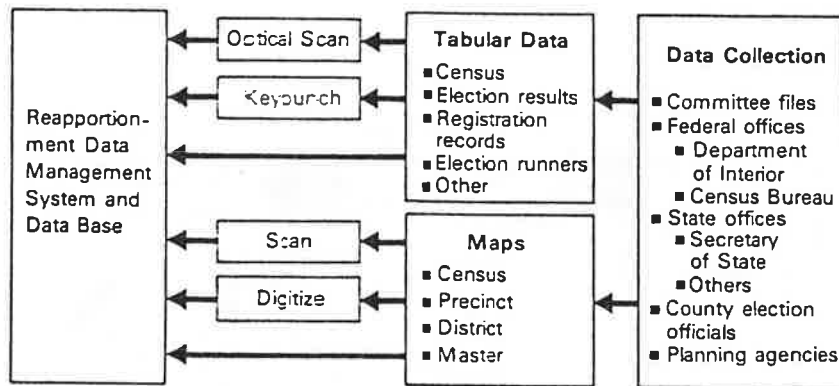 Reapportion-
ment Data
Management
System and
Data Base
Optical Scan
Keypunch
Scan
Digitize
Tabular Data
■ Census
■ Election results
■ Registration
records
■ Election runners
■ Other
Maps
■ Census
■ Precinct
■ District
■ Master
Data Collection
■ Committee files
■ Federal offices
■ Department
of Interior
■ Census Bureau
■ State offices
■ Secretary
of State
■ Others
■ County election
officials
■ Planning agencies